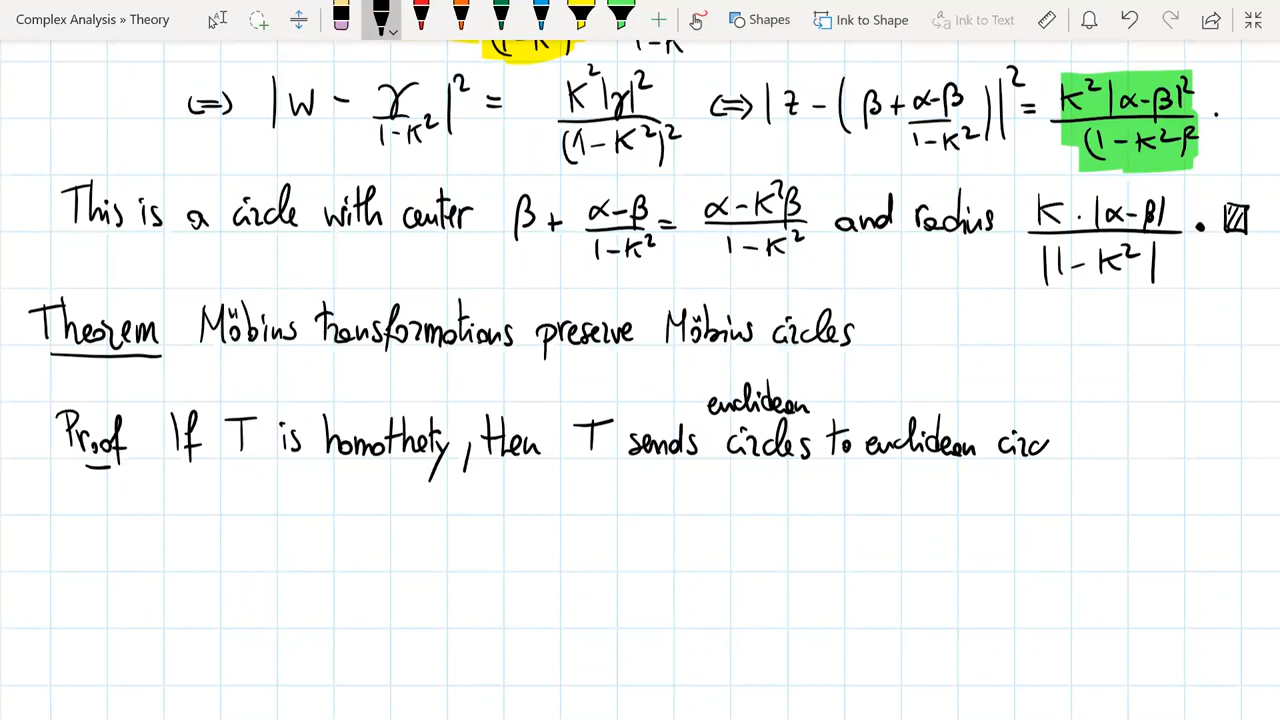 Complex Analysis » Theory
Shapes
Ink to Shape
Ink to Text
(1-K²) 1-K
⟺ |w - γ/(1-K²)|² = K²|γ|²/(1-K²)² ⟺ |z - (β + (α-β)/(1-K²))|² = K²|α-β|²/(1-K²)² .
This is a circle with center β + (α-β)/(1-K²) = (α-K²β)/(1-K²) and radius K·|α-β|/|1-K²| .
Theorem Möbius transformations preserve Möbius circles
euclidean
Proof If T is homothety, then T sends circles to euclidean circ